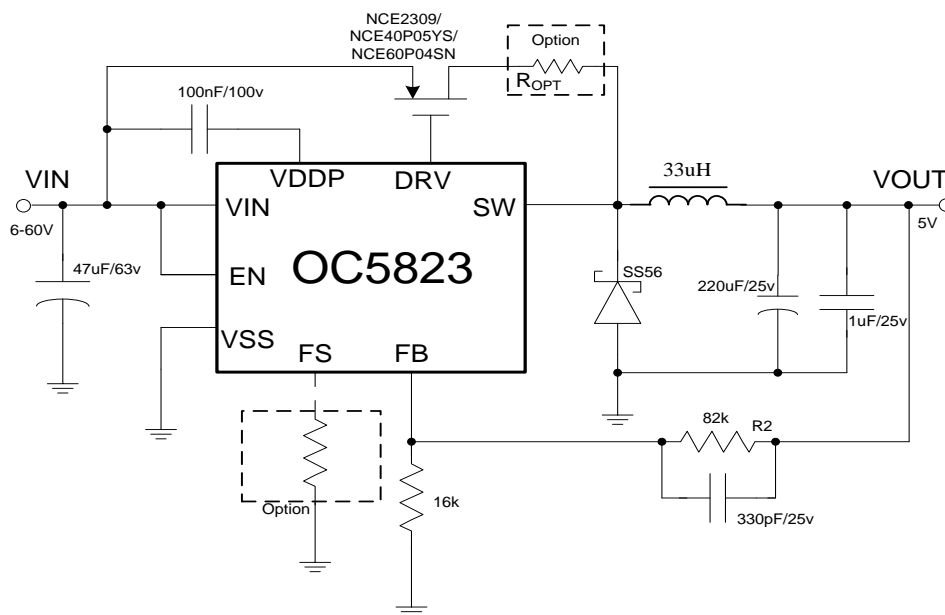 NCE2309/
NCE40P05YS/
NCE60P04SN
Option
ROPT
100nF/100v
VIN
6-60V
47uF/63v
VDDP
DRV
VIN
SW
EN
OC5823
VSS
FS
FB
33uH
VOUT
5V
SS56
220uF/25v
1uF/25v
82k
R2
330pF/25v
16k
Option